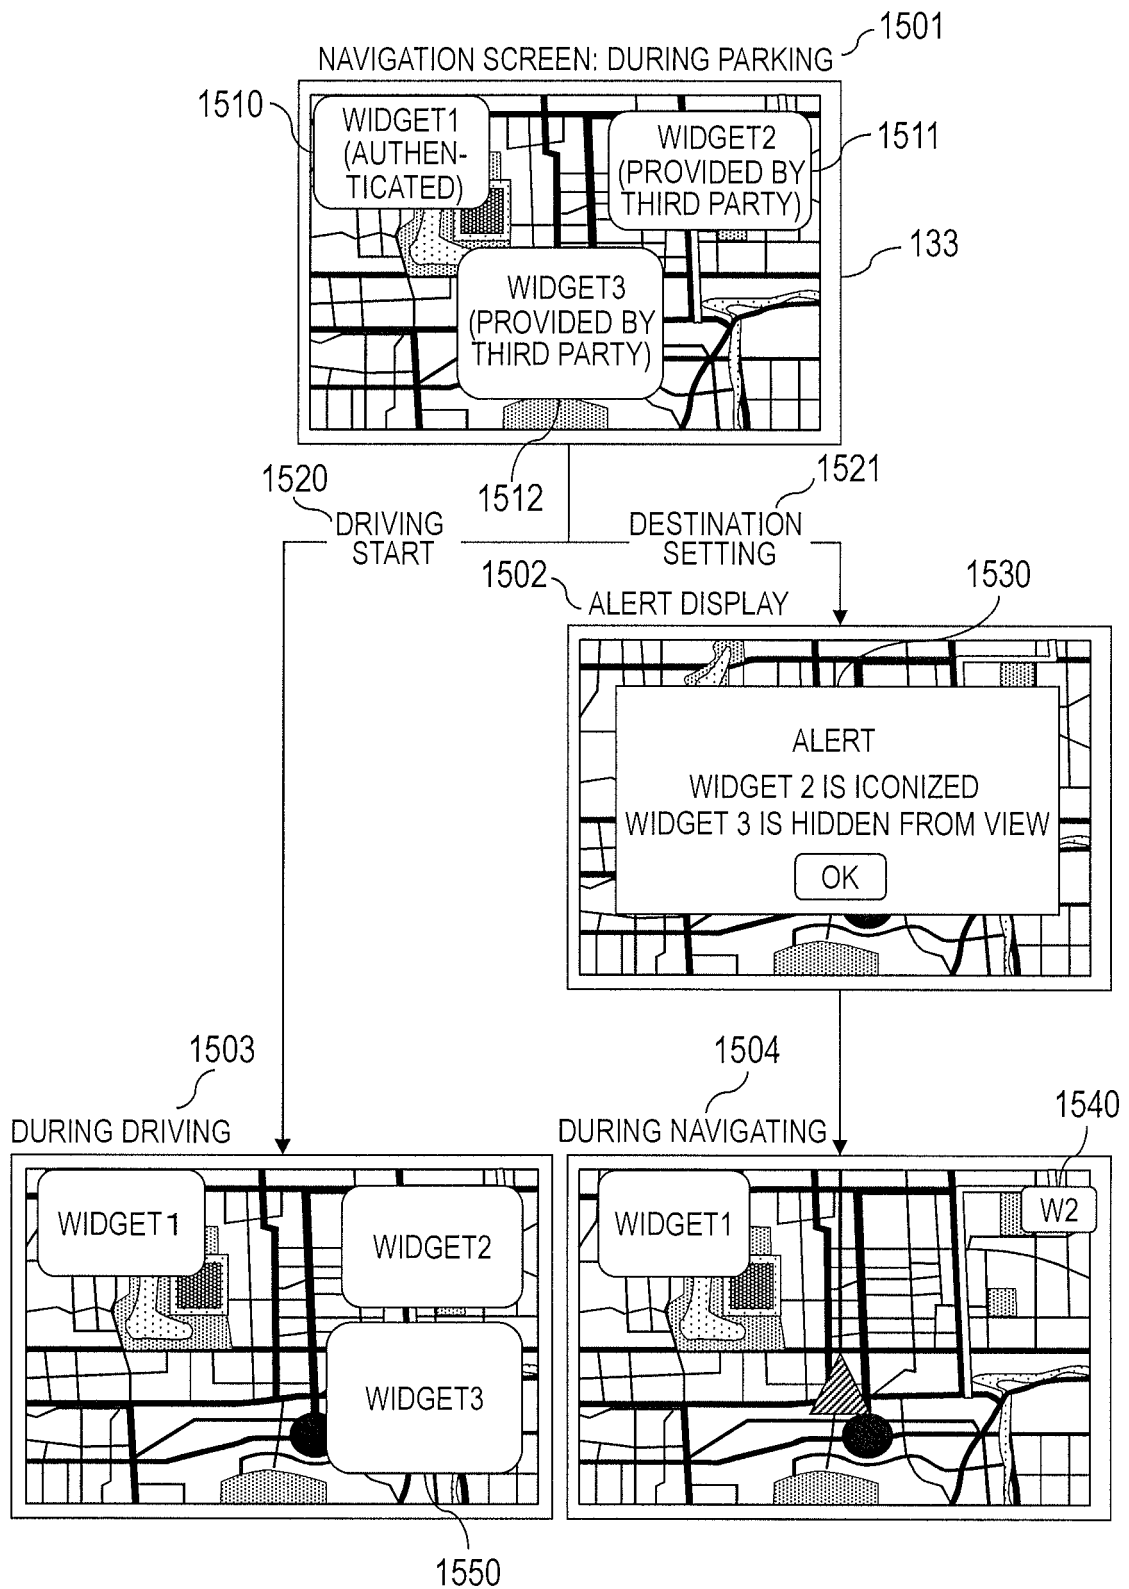 1501
NAVIGATION SCREEN: DURING PARKING
1510
WIDGET1
(AUTHEN-
TICATED)
WIDGET2
(PROVIDED BY
THIRD PARTY)
1511
133
WIDGET3
(PROVIDED BY
THIRD PARTY)
1512
1520
DRIVING
START
1521
DESTINATION
SETTING
1502
ALERT DISPLAY
1530
ALERT
WIDGET 2 IS ICONIZED
WIDGET 3 IS HIDDEN FROM VIEW
OK
1503
DURING DRIVING
1504
DURING NAVIGATING
1540
WIDGET1
WIDGET2
WIDGET3
1550
WIDGET1
W2